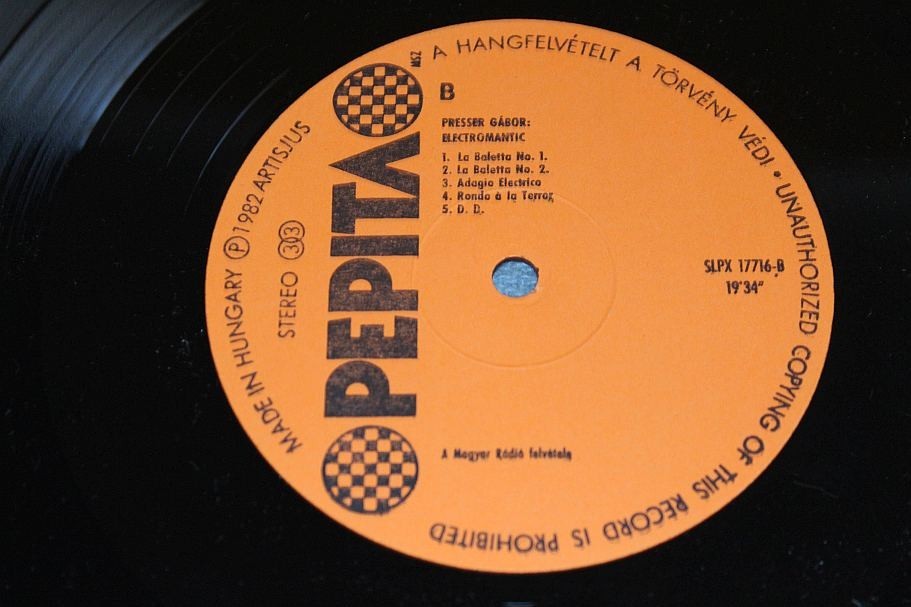 A HANGFELVÉTELT A TÖRVÉNY VÉDI • UNAUTHORIZED COPYING OF THIS RECORD IS PROHIBITED
MSZ
B
PRESSER GÁBOR:
ELECTROMANTIC
1. La Baletta No. 1.
2. La Baletta No. 2.
3. Adagio Electrico
4. Rondo à la Terroz
5. D. D.
PEPITA
STEREO 33
MADE IN HUNGARY Ⓟ 1982 ARTISJUS
SLPX 17716-B
19'34"
A Magyar Rádió felvétele